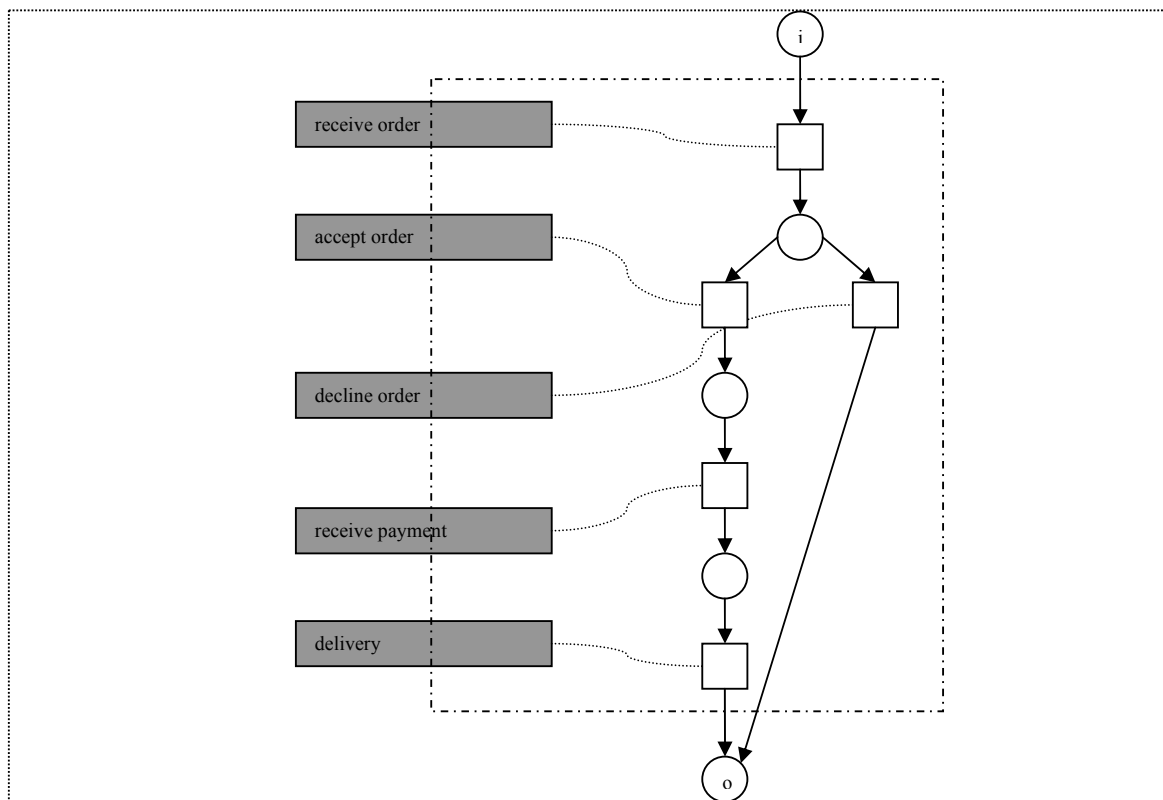 i
receive order
accept order
decline order
receive payment
delivery
o